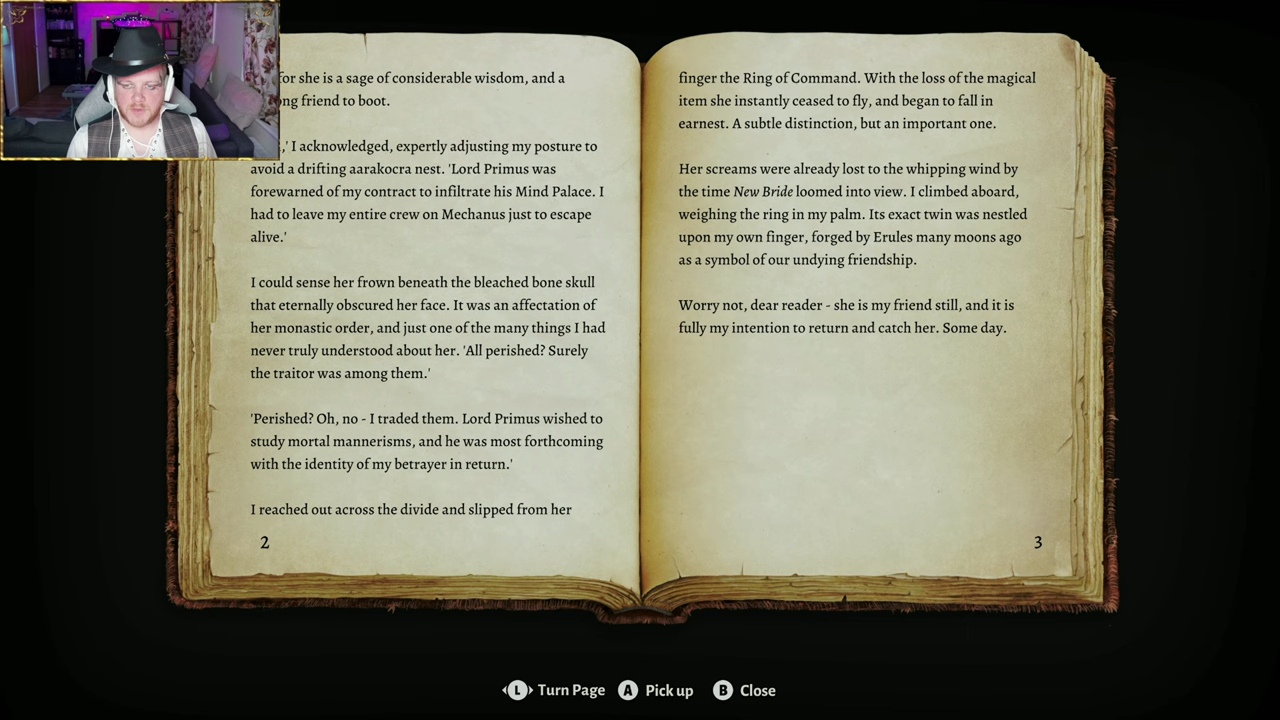 for she is a sage of considerable wisdom, and a
friend to boot.
I acknowledged, expertly adjusting my posture to
avoid a drifting aarakocra nest. 'Lord Primus was
forewarned of my contract to infiltrate his Mind Palace. I
had to leave my entire crew on Mechanus just to escape
alive.'
I could sense her frown beneath the bleached bone skull
that eternally obscured her face. It was an affectation of
her monastic order, and just one of the many things I had
never truly understood about her. 'All perished? Surely
the traitor was among them.'
'Perished? Oh, no - I traded them. Lord Primus wished to
study mortal mannerisms, and he was most forthcoming
with the identity of my betrayer in return.'
I reached out across the divide and slipped from her
2
finger the Ring of Command. With the loss of the magical
item she instantly ceased to fly, and began to fall in
earnest. A subtle distinction, but an important one.
Her screams were already lost to the whipping wind by
the time New Bride loomed into view. I climbed aboard,
weighing the ring in my palm. Its exact twin was nestled
upon my own finger, forged by Erules many moons ago
as a symbol of our undying friendship.
Worry not, dear reader - she is my friend still, and it is
fully my intention to return and catch her. Some day.
3
L Turn Page A Pick up B Close